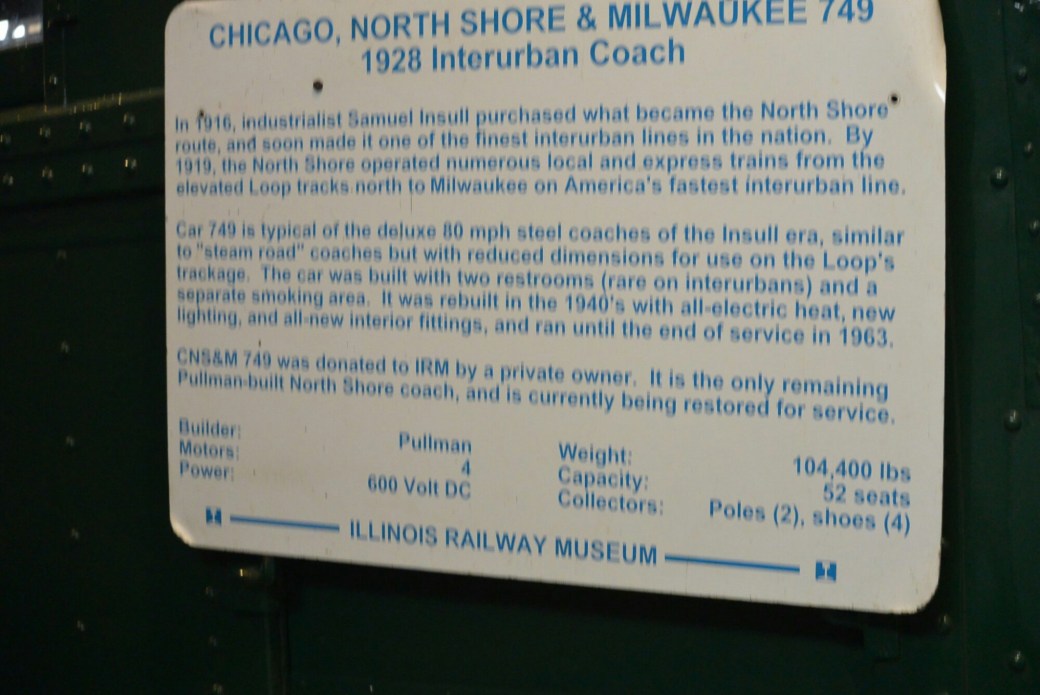 CHICAGO, NORTH SHORE & MILWAUKEE 749
1928 Interurban Coach
In 1916, industrialist Samuel Insull purchased what became the North Shore
route, and soon made it one of the finest interurban lines in the nation. By
1919, the North Shore operated numerous local and express trains from the
elevated Loop tracks north to Milwaukee on America's fastest interurban line.
Car 749 is typical of the deluxe 80 mph steel coaches of the Insull era, similar
to "steam road" coaches but with reduced dimensions for use on the Loop's
trackage. The car was built with two restrooms (rare on interurbans) and a
separate smoking area. It was rebuilt in the 1940's with all-electric heat, new
lighting, and all-new interior fittings, and ran until the end of service in 1963.
CNS&M 749 was donated to IRM by a private owner. It is the only remaining
Pullman-built North Shore coach, and is currently being restored for service.
Builder: Pullman
Motors: 4
Power: 600 Volt DC
Weight: 104,400 lbs
Capacity: 52 seats
Collectors: Poles (2), shoes (4)
ILLINOIS RAILWAY MUSEUM